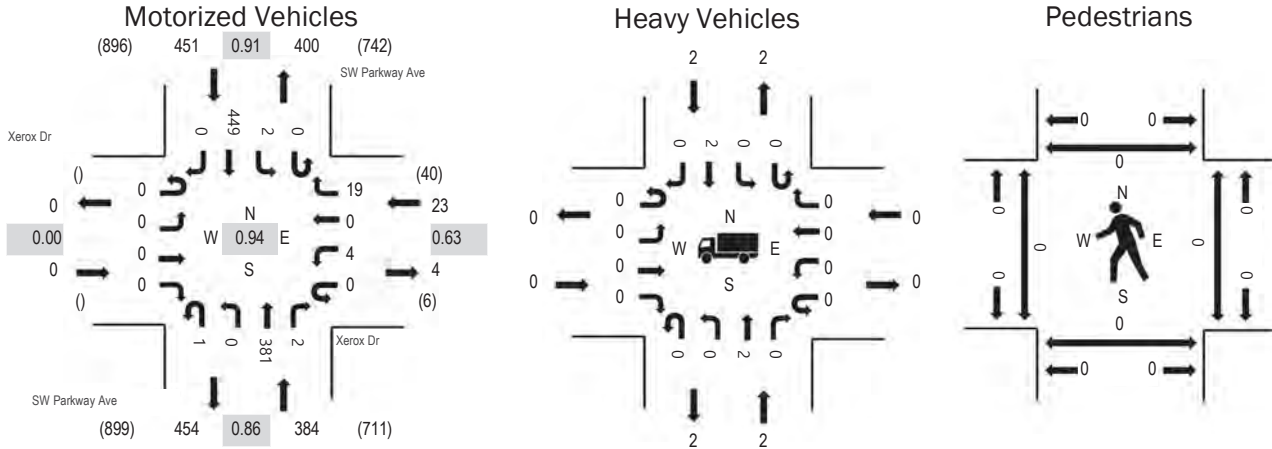 Motorized Vehicles
(896) 451 0.91 400 (742)
SW Parkway Ave
Xerox Dr
0 449 2 0
() 0 19 (40)
0 0 0 23
N
0.00 W 0.94 E 0.63
S
0 0 4 4
() 0 0 (6)
1 0 381 2
Xerox Dr
SW Parkway Ave
(899) 454 0.86 384 (711)
Heavy Vehicles
2 2
0 2 0 0
0 0
0 0 0 0
N
W E
S
0 0 0 0
0 0
0 0 2 0
2 2
Pedestrians
0 0
0
0 0
N
W E
0 0
S
0 0
0
0 0